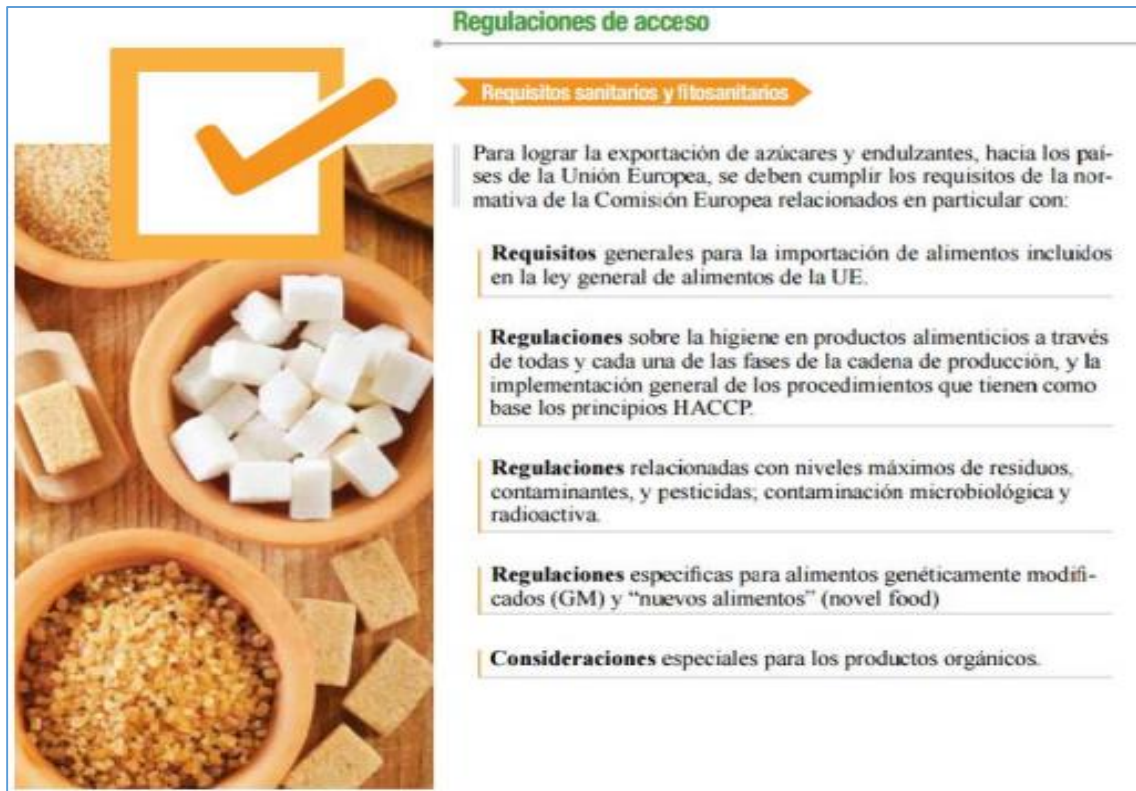 Regulaciones de acceso
Requisitos sanitarios y fitosanitarios
Para lograr la exportación de azúcares y endulzantes, hacia los paí-
ses de la Unión Europea, se deben cumplir los requisitos de la nor-
mativa de la Comisión Europea relacionados en particular con:
Requisitos generales para la importación de alimentos incluidos
en la ley general de alimentos de la UE.
Regulaciones sobre la higiene en productos alimenticios a través
de todas y cada una de las fases de la cadena de producción, y la
implementación general de los procedimientos que tienen como
base los principios HACCP.
Regulaciones relacionadas con niveles máximos de residuos,
contaminantes, y pesticidas; contaminación microbiológica y
radioactiva.
Regulaciones especificas para alimentos genéticamente modifi-
cados (GM) y “nuevos alimentos” (novel food)
Consideraciones especiales para los productos orgánicos.